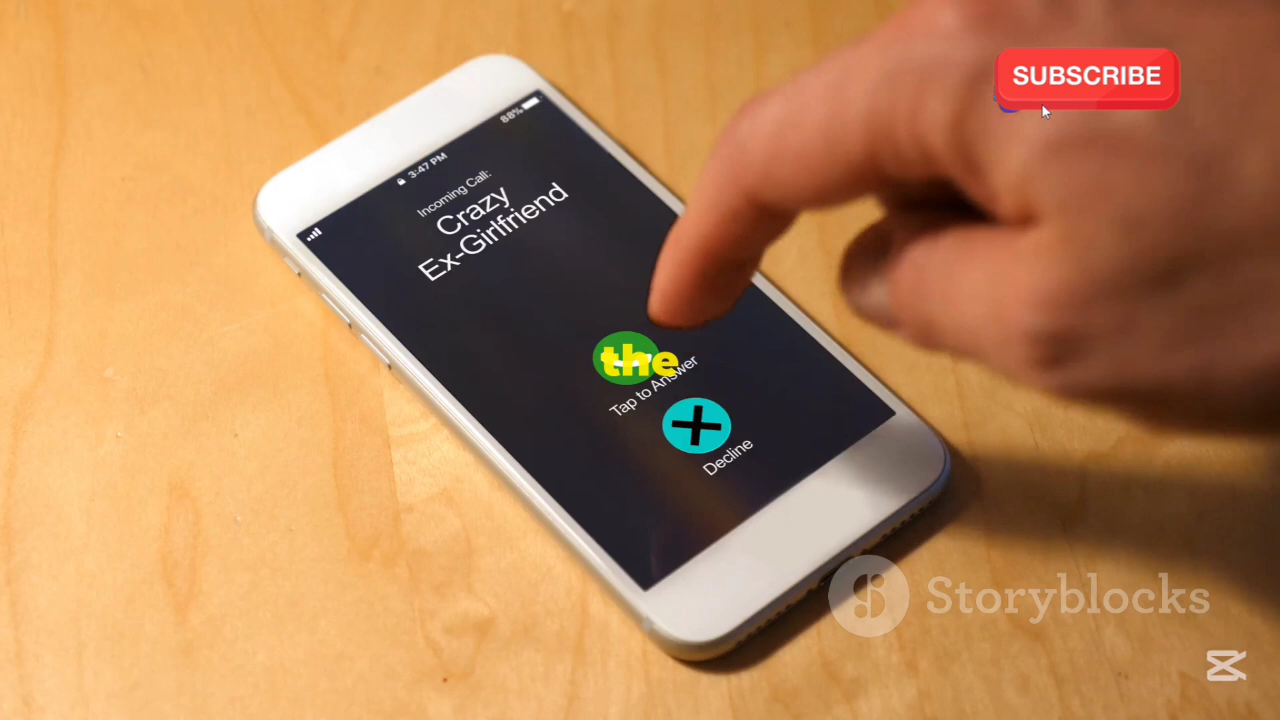 SUBSCRIBE
88%
3:47 PM
Incoming Call:
Crazy
Ex-Girlfriend
the
Tap to Answer
Decline
Storyblocks